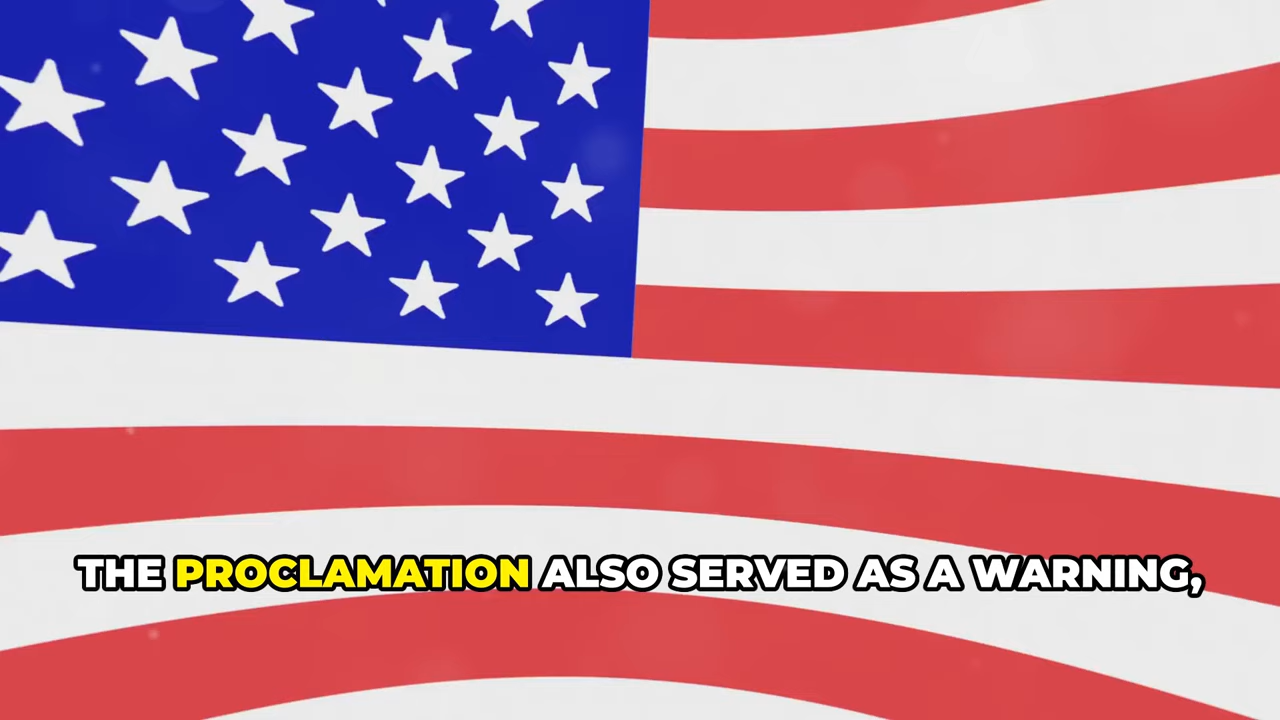 THE PROCLAMATION ALSO SERVED AS A WARNING,